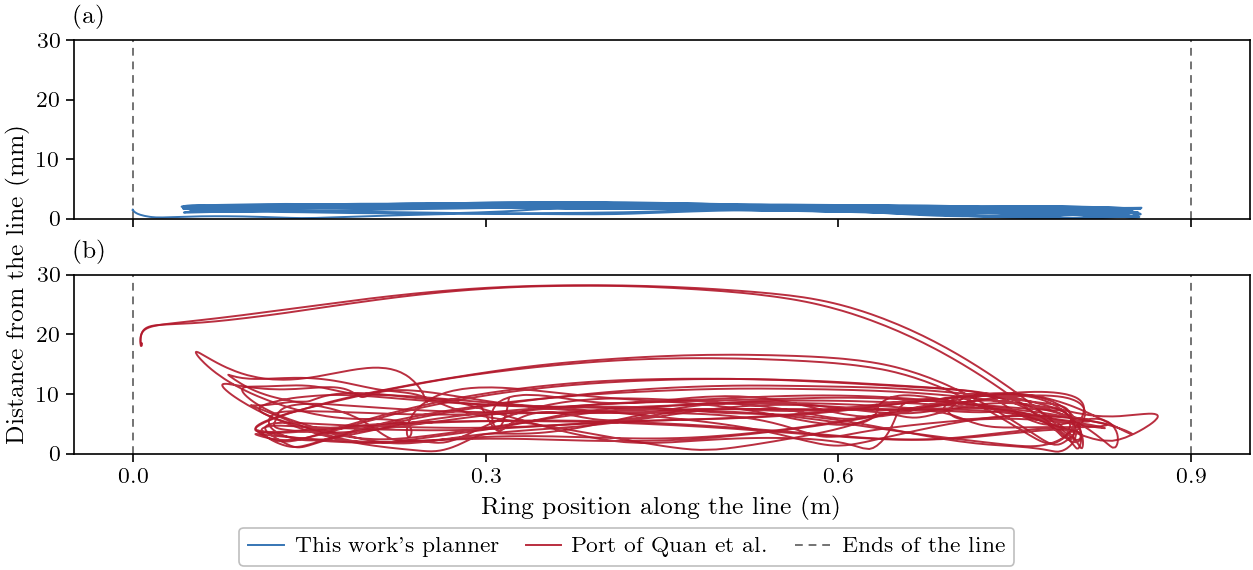 (a)
30
20
10
0
(b)
30
20
10
0
Distance from the line (mm)
0.0 0.3 0.6 0.9
Ring position along the line (m)
This work's planner Port of Quan et al. Ends of the line